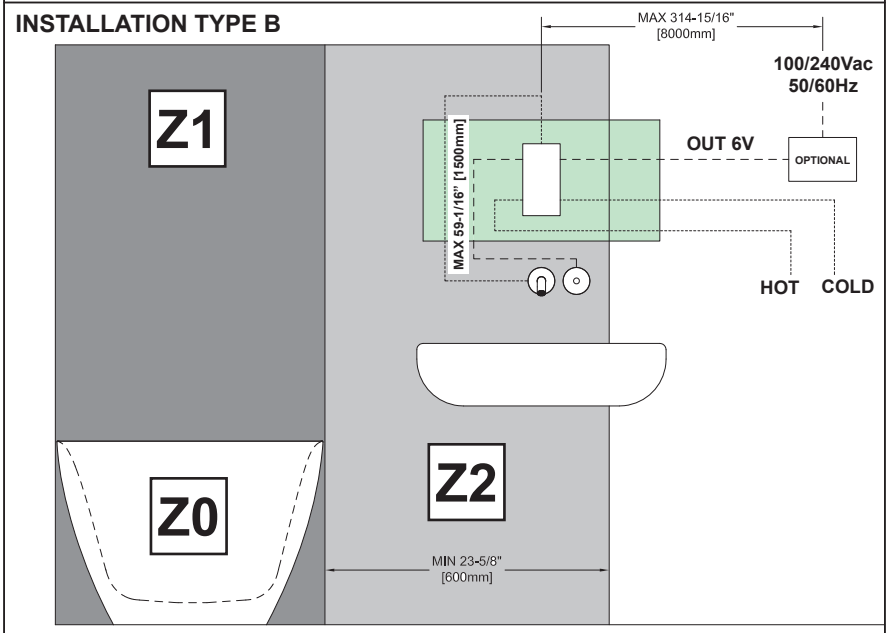 INSTALLATION TYPE B
MAX 314-15/16"
[8000mm]
100/240Vac
50/60Hz
Z1
MAX 59-1/16” [1500mm]
OUT 6V
OPTIONAL
HOT COLD
Z0
Z2
MIN 23-5/8"
[600mm]